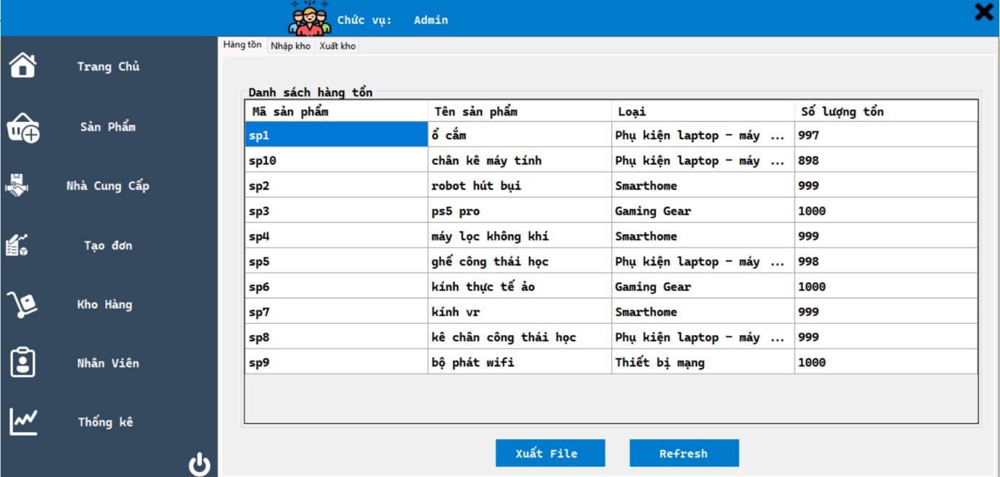 Chức vụ: Admin
Trang Chủ
Sản Phẩm
Nhà Cung Cấp
Tạo đơn
Kho Hàng
Nhân Viên
Thống kê
Hàng tồn Nhập kho Xuất kho
Danh sách hàng tồn
Mã sản phẩm Tên sản phẩm Loại Số lượng tồn
sp1 ổ cắm Phụ kiện laptop - máy ... 997
sp10 chân kê máy tính Phụ kiện laptop - máy ... 898
sp2 robot hút bụi Smarthome 999
sp3 ps5 pro Gaming Gear 1000
sp4 máy lọc không khí Smarthome 999
sp5 ghế công thái học Phụ kiện laptop - máy ... 998
sp6 kính thực tế ảo Gaming Gear 1000
sp7 kính vr Smarthome 999
sp8 kê chân công thái học Phụ kiện laptop - máy ... 999
sp9 bộ phát wifi Thiết bị mạng 1000
Xuất File Refresh